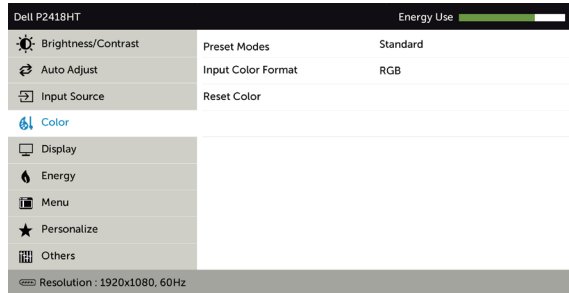 Dell P2418HT Energy Use
Brightness/Contrast Preset Modes Standard
Auto Adjust Input Color Format RGB
Input Source Reset Color
Color
Display
Energy
Menu
Personalize
Others
Resolution : 1920x1080, 60Hz